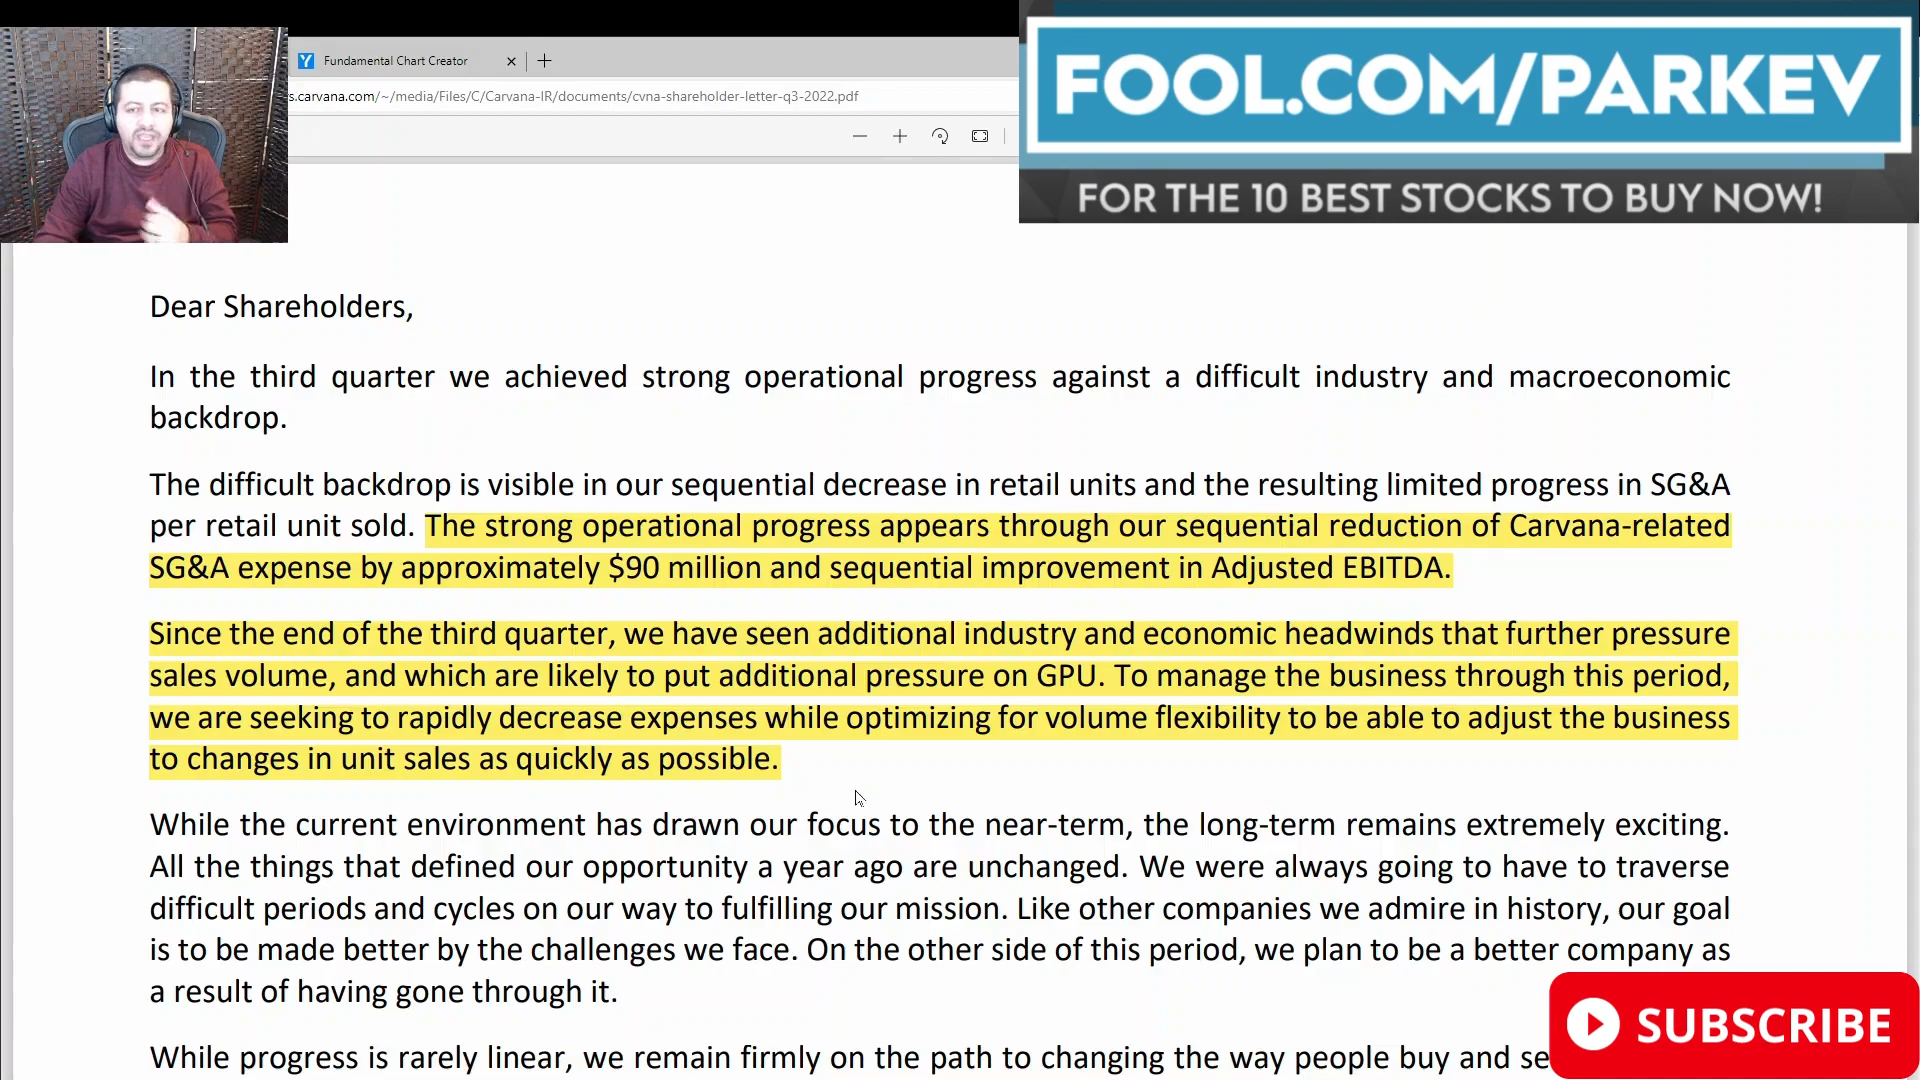 Fundamental Chart Creator
FOOL.COM/PARKEV
s.carvana.com/~/media/Files/C/Carvana-IR/documents/cvna-shareholder-letter-q3-2022.pdf
FOR THE 10 BEST STOCKS TO BUY NOW!
Dear Shareholders,
In the third quarter we achieved strong operational progress against a difficult industry and macroeconomic
backdrop.
The difficult backdrop is visible in our sequential decrease in retail units and the resulting limited progress in SG&A
per retail unit sold. The strong operational progress appears through our sequential reduction of Carvana-related
SG&A expense by approximately $90 million and sequential improvement in Adjusted EBITDA.
Since the end of the third quarter, we have seen additional industry and economic headwinds that further pressure
sales volume, and which are likely to put additional pressure on GPU. To manage the business through this period,
we are seeking to rapidly decrease expenses while optimizing for volume flexibility to be able to adjust the business
to changes in unit sales as quickly as possible.
While the current environment has drawn our focus to the near-term, the long-term remains extremely exciting.
All the things that defined our opportunity a year ago are unchanged. We were always going to have to traverse
difficult periods and cycles on our way to fulfilling our mission. Like other companies we admire in history, our goal
is to be made better by the challenges we face. On the other side of this period, we plan to be a better company as
a result of having gone through it.
SUBSCRIBE
While progress is rarely linear, we remain firmly on the path to changing the way people buy and se